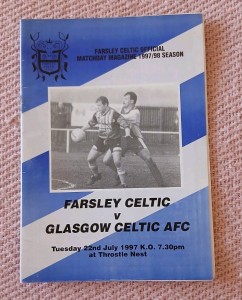 FARSLEY CELTIC OFFICIAL
MATCHDAY MAGAZINE 1997/98 SEASON
FARSLEY CELTIC
V
GLASGOW CELTIC AFC
Tuesday 22nd July 1997 K.O. 7.30pm
at Throstle Nest